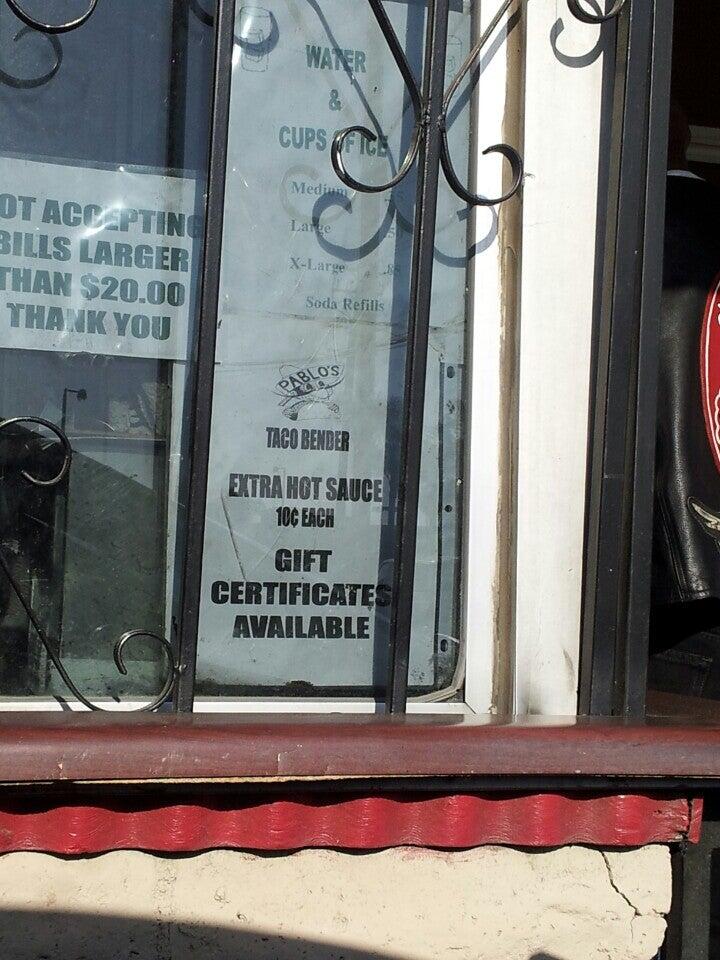 OT ACCEPTING
BILLS LARGER
THAN $20.00
THANK YOU
WATER
&
CUPS OF ICE
Medium
Large
X-Large .85
Soda Refills
PABLO'S
TACO BENDER
EXTRA HOT SAUCE
10¢ EACH
GIFT
CERTIFICATES
AVAILABLE